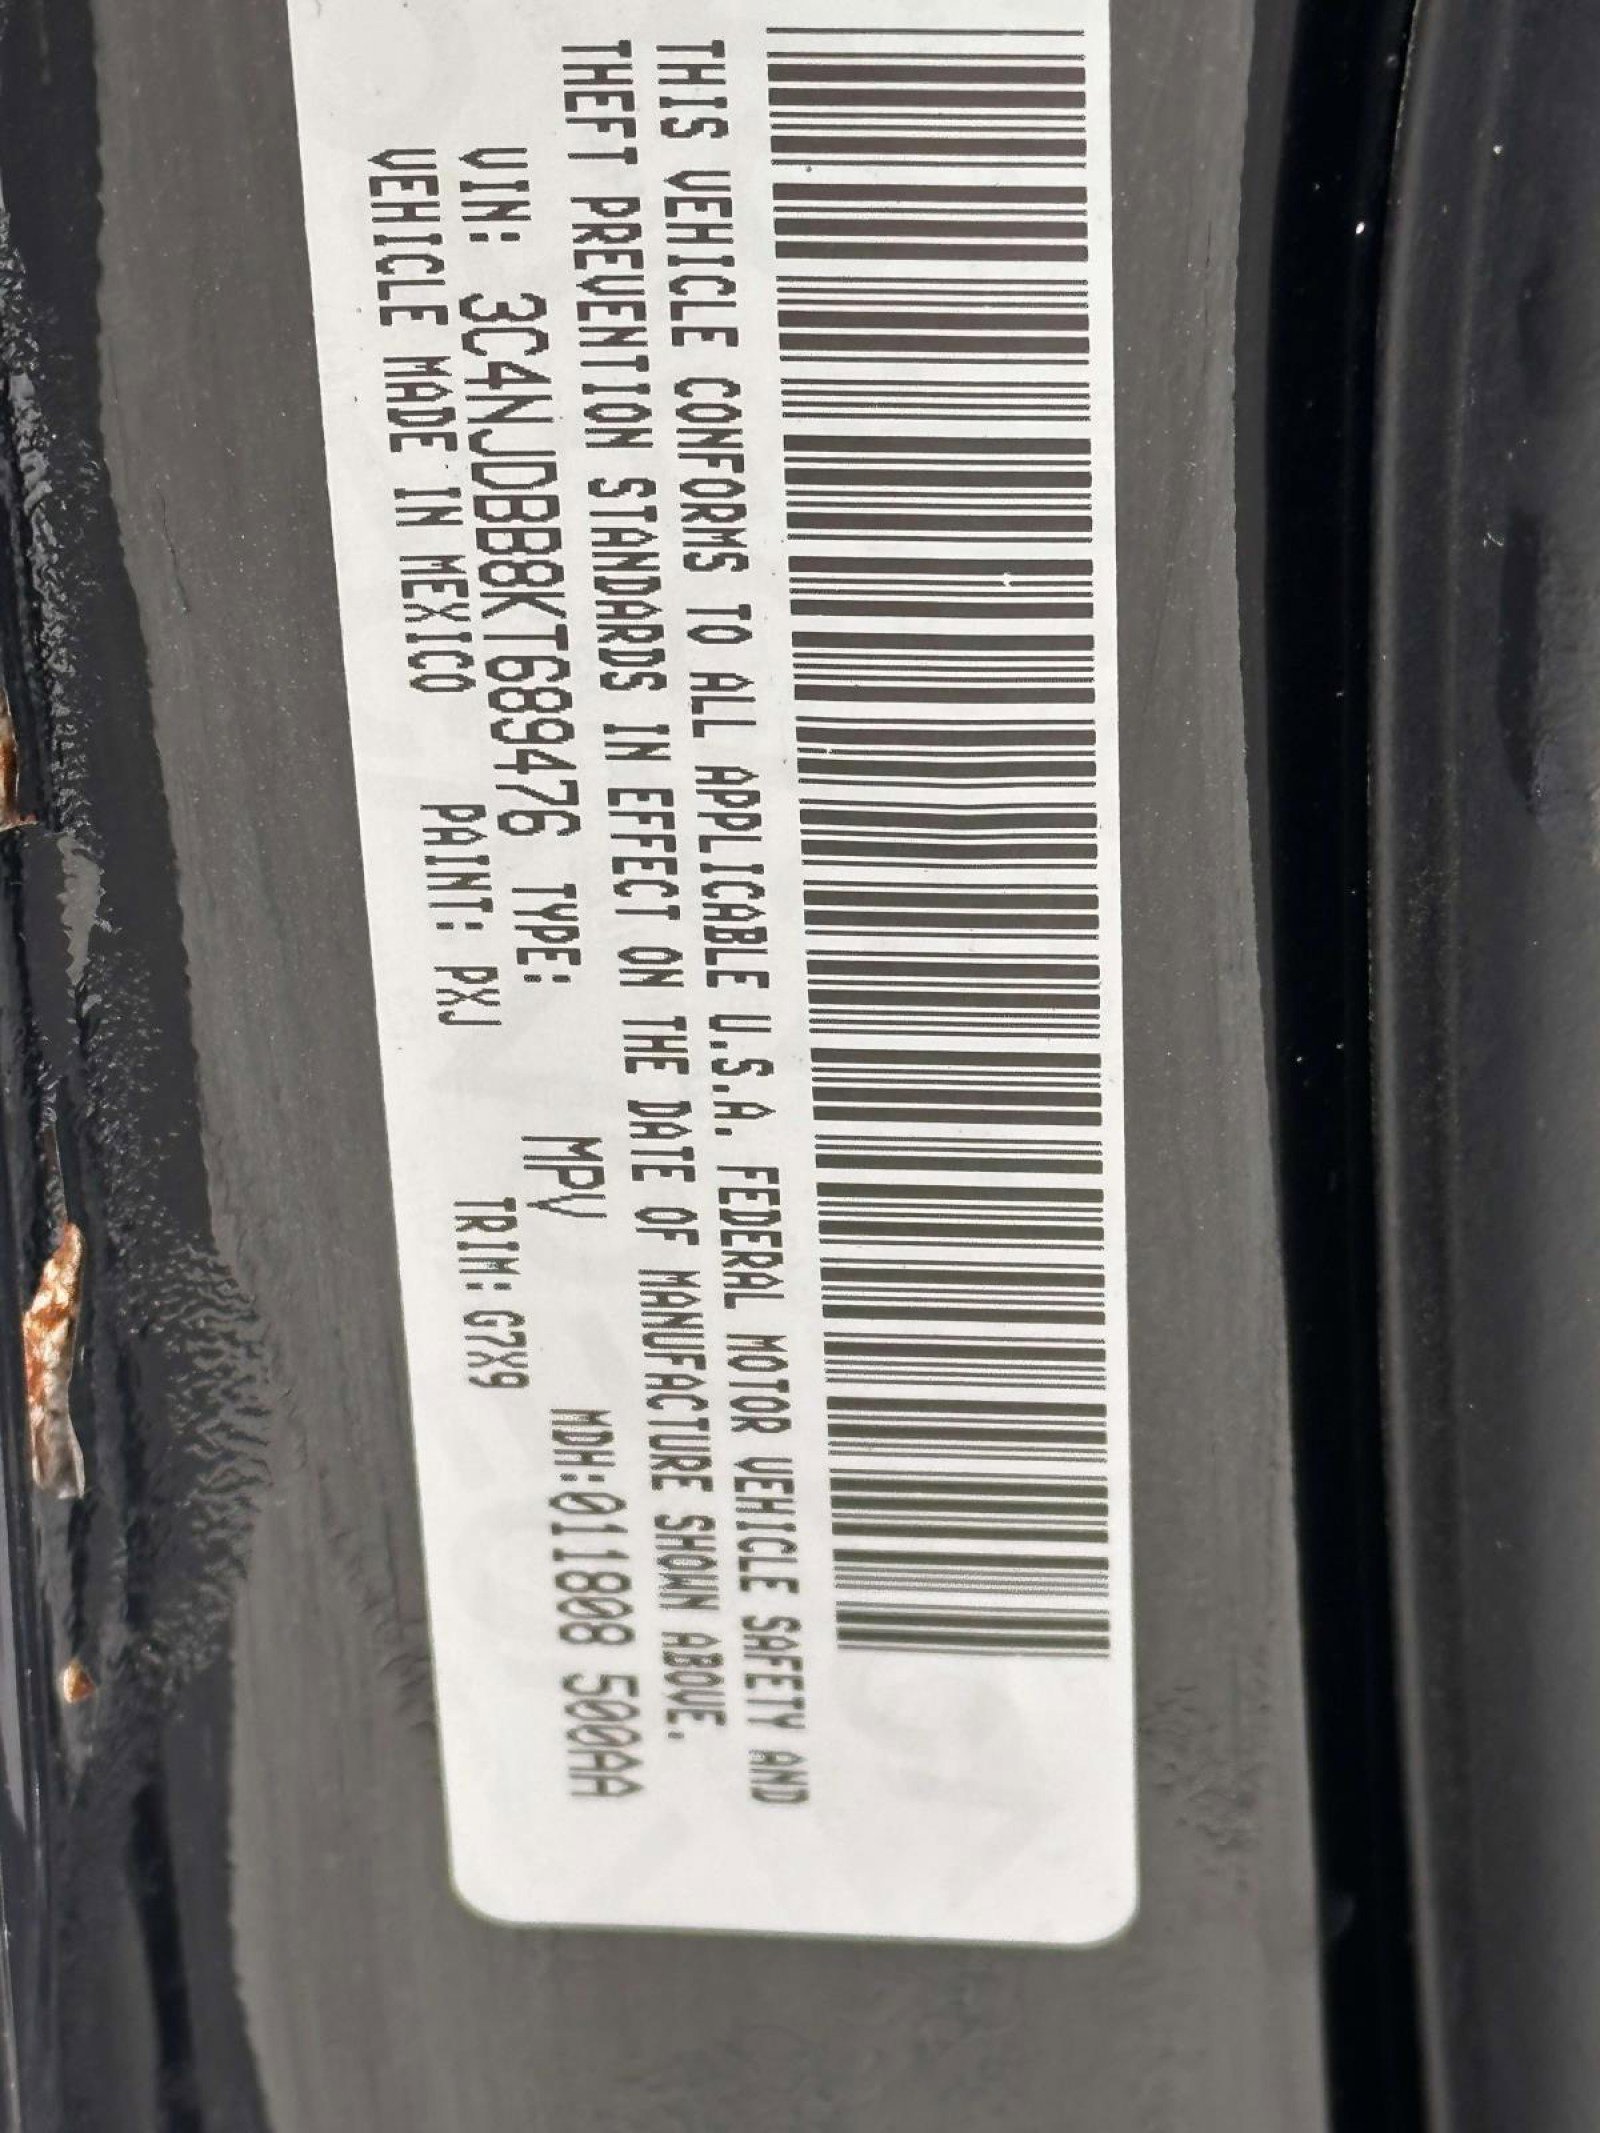 THIS VEHICLE CONFORMS TO ALL APPLICABLE U.S.A. FEDERAL MOTOR VEHICLE SAFETY AND
THEFT PREVENTION STANDARDS IN EFFECT ON THE DATE OF MANUFACTURE SHOWN ABOVE.
VIN: 3C4NJDBB8KT689476 TYPE: MPV MDH:011808 500AA
VEHICLE MADE IN MEXICO PAINT: PXJ TRIM: G7X9